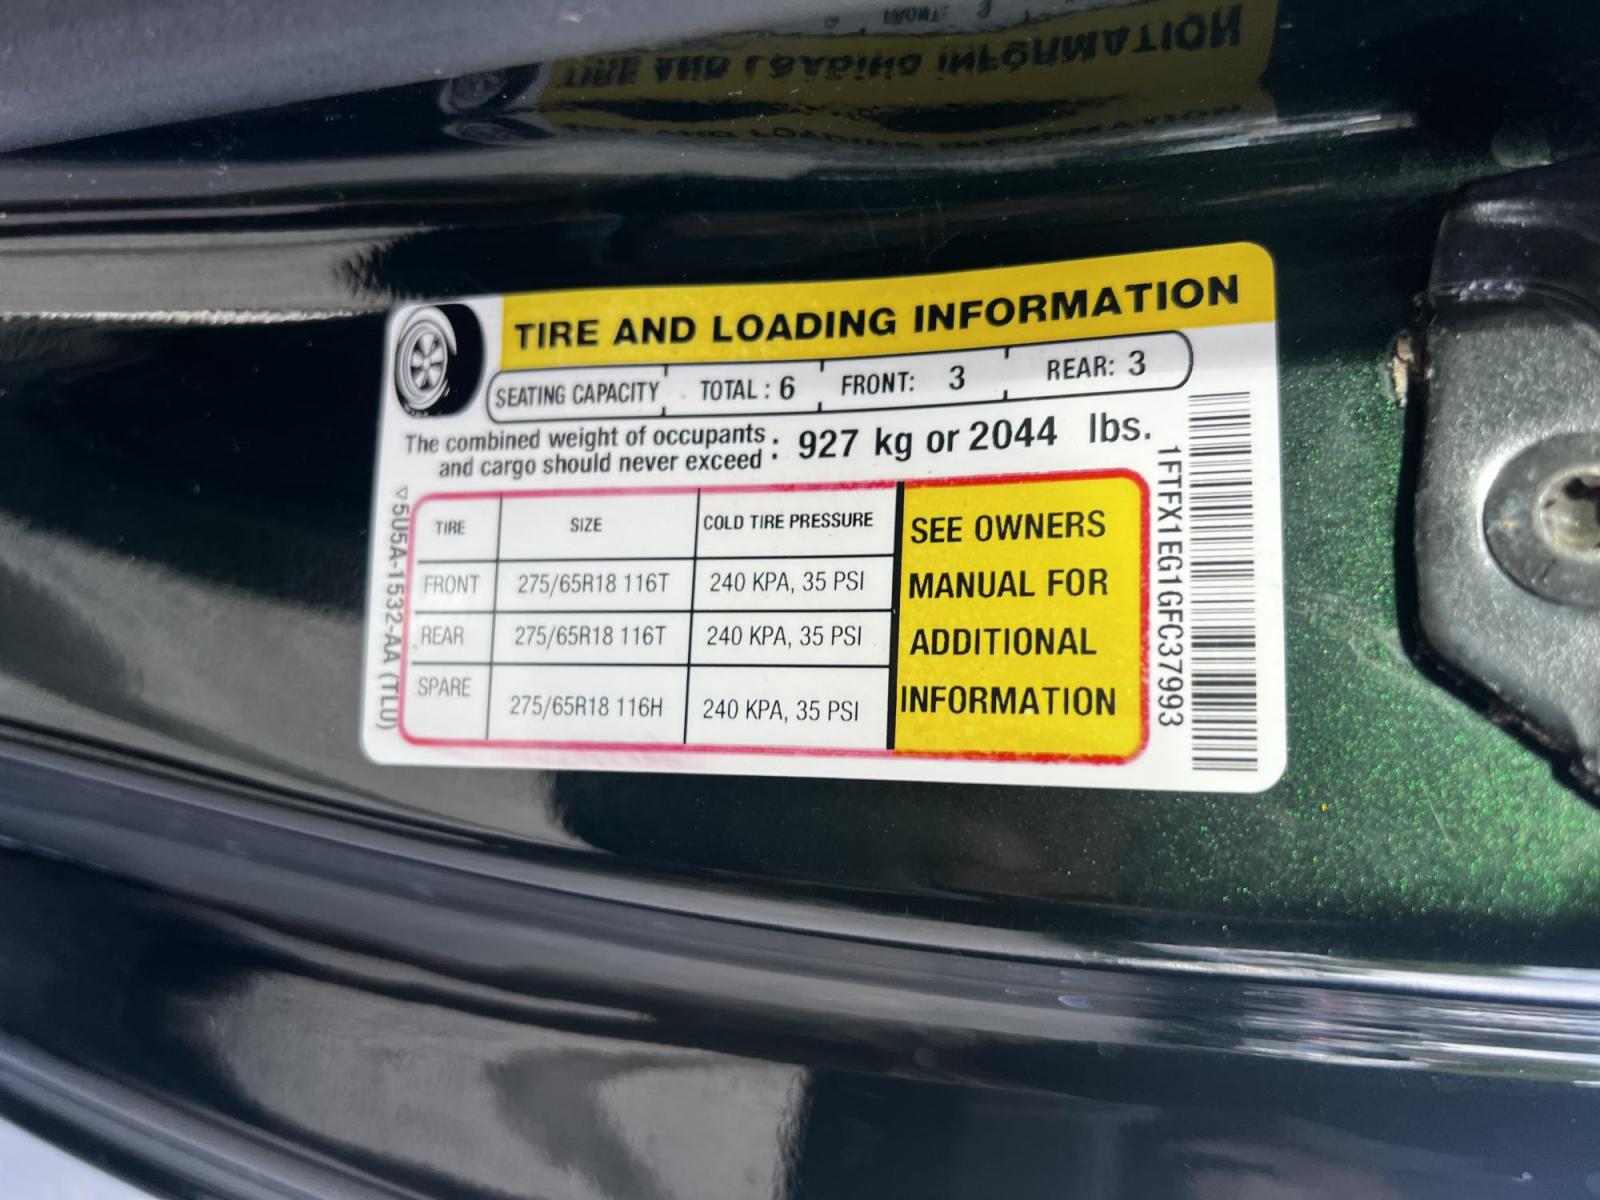 TIRE AND LOADING INFORMATION
SEATING CAPACITY TOTAL : 6 FRONT: 3 REAR: 3
The combined weight of occupants
and cargo should never exceed : 927 kg or 2044 lbs.
TIRE SIZE COLD TIRE PRESSURE
FRONT 275/65R18 116T 240 KPA, 35 PSI
REAR 275/65R18 116T 240 KPA, 35 PSI
SPARE 275/65R18 116H 240 KPA, 35 PSI
SEE OWNERS
MANUAL FOR
ADDITIONAL
INFORMATION
5U5A-1532-AA (TLU)
1FTFX1EG1GFC37993